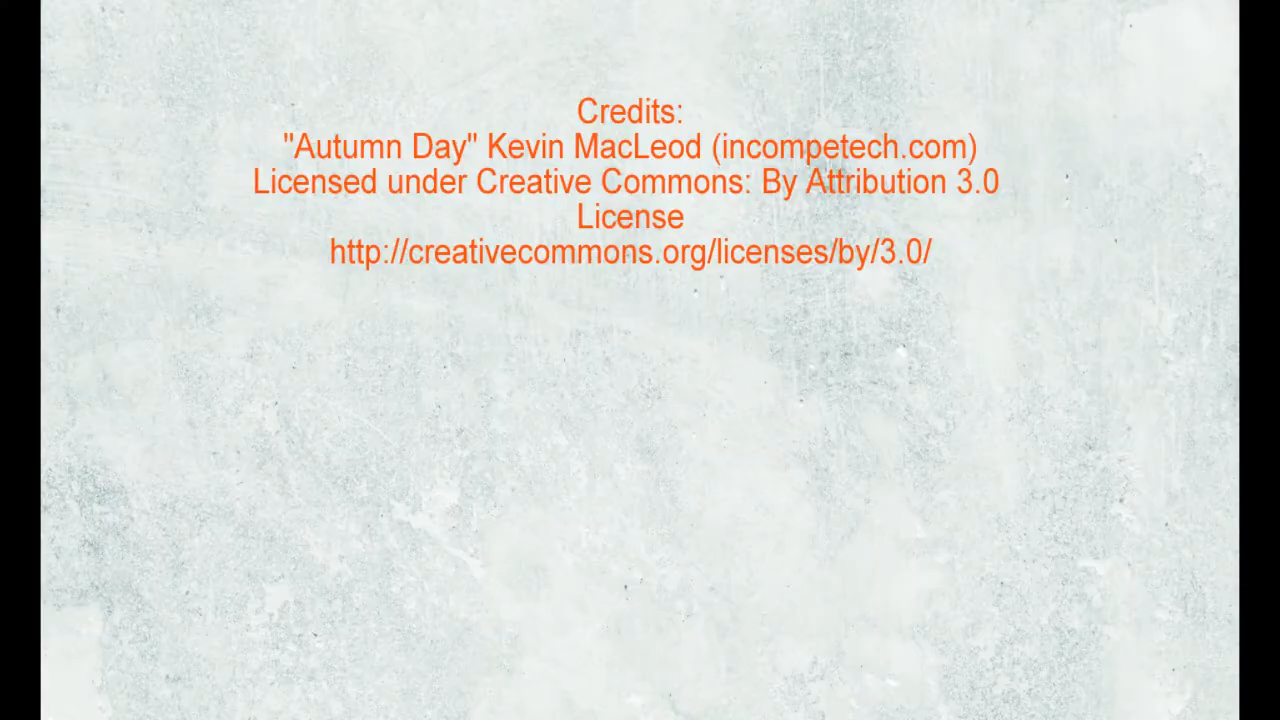 Credits:
"Autumn Day" Kevin MacLeod (incompetech.com)
Licensed under Creative Commons: By Attribution 3.0
License
http://creativecommons.org/licenses/by/3.0/